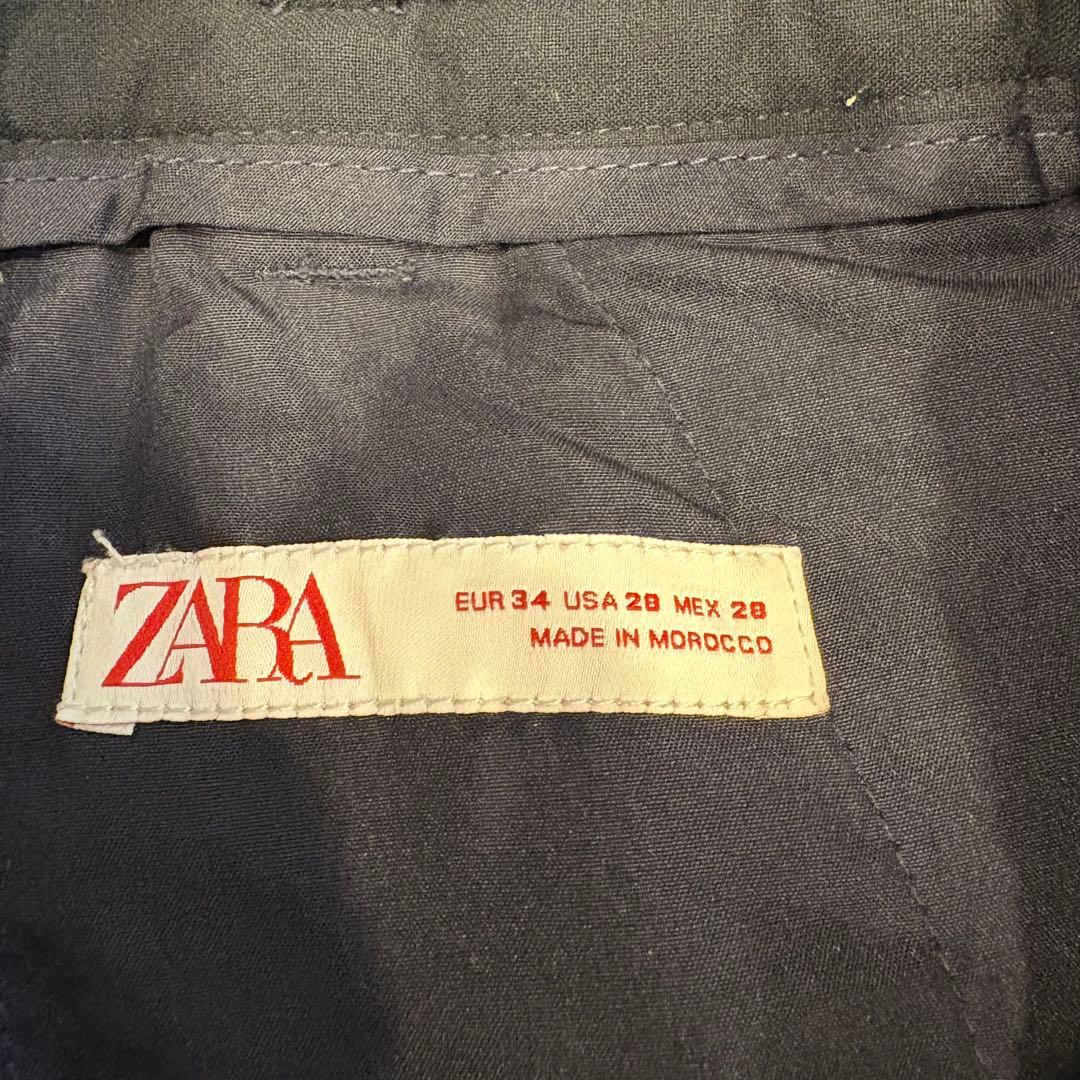 ZARA
EUR 34 USA 28 MEX 28
MADE IN MOROCCO